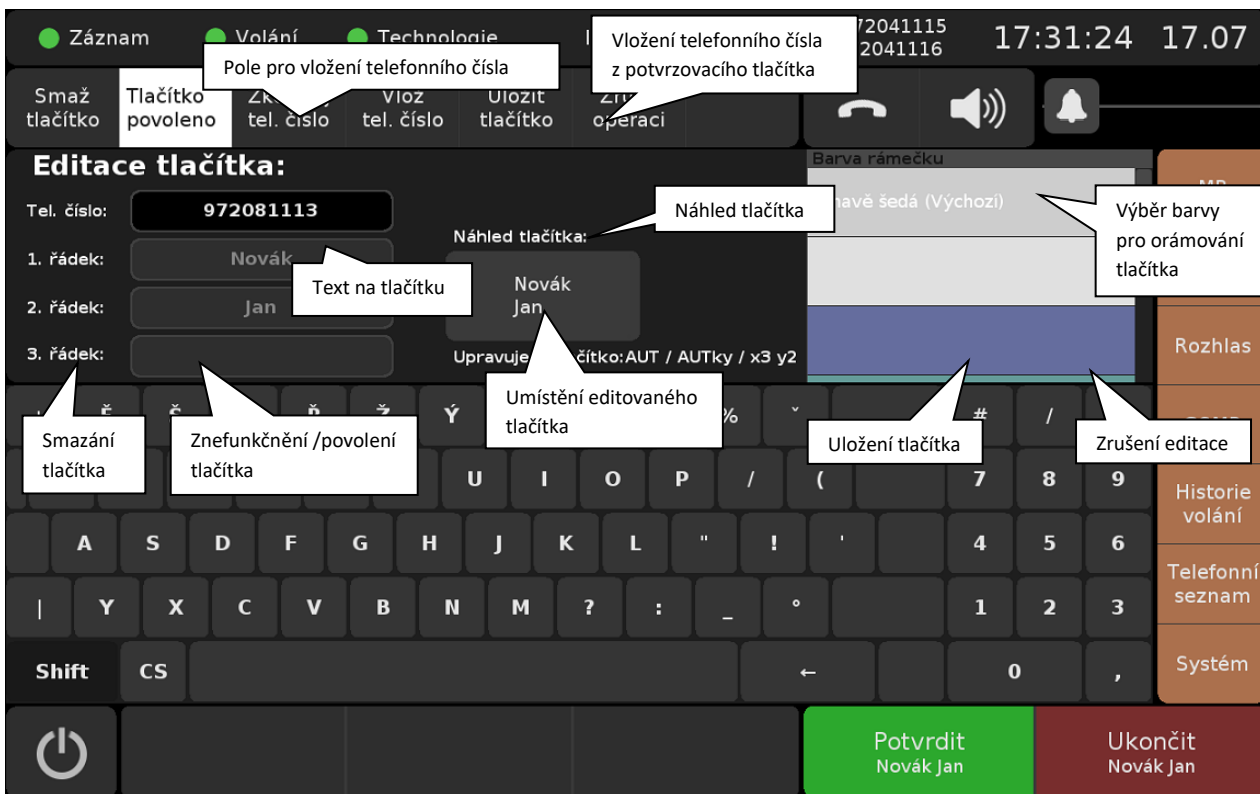 Záznam
Volání
Technologie
72041115
2041116
17:31:24
17.07
Pole pro vložení telefonního čísla
Vložení telefonního čísla
z potvrzovacího tlačítka
Smaž
tlačítko
Tlačítko
povoleno
tel. číslo
Vlož
tel. číslo
Uložit
tlačítko
operaci
Editace tlačítka:
Tel. číslo:
972081113
1. řádek:
Novák
2. řádek:
Jan
3. řádek:
Text na tlačítku
Náhled tlačítka:
Novák
Jan
Náhled tlačítka
Upravuje
čítko:AUT / AUTky / x3 y2
Umístění editovaného
tlačítka
Barva rámečku
mavě šedá (Výchozí)
Výběr barvy
pro orámování
tlačítka
Uložení tlačítka
Zrušení editace
Smazání
tlačítka
Znefunkčnění /povolení
tlačítka
Rozhlas
Historie
volání
Telefonní
seznam
Systém
Ě Š Ř Ž Ý % ˇ # /
U I O P / ( 7 8 9
A S D F G H J K L " ! ' 4 5 6
| Y X C V B N M ? : _ ° 1 2 3
Shift CS ← 0 ,
Potvrdit
Novák Jan
Ukončit
Novák Jan